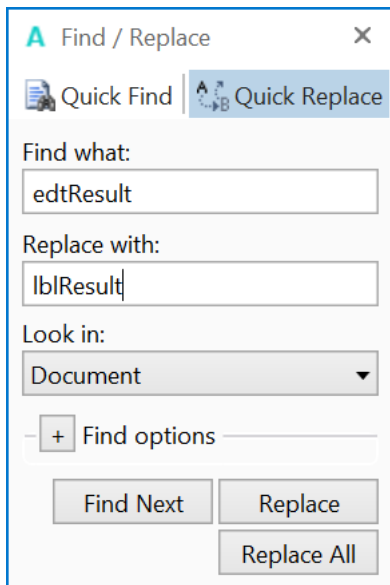 Find / Replace
Quick Find Quick Replace
Find what:
edtResult
Replace with:
lblResult
Look in:
Document
+ Find options
Find Next Replace
Replace All